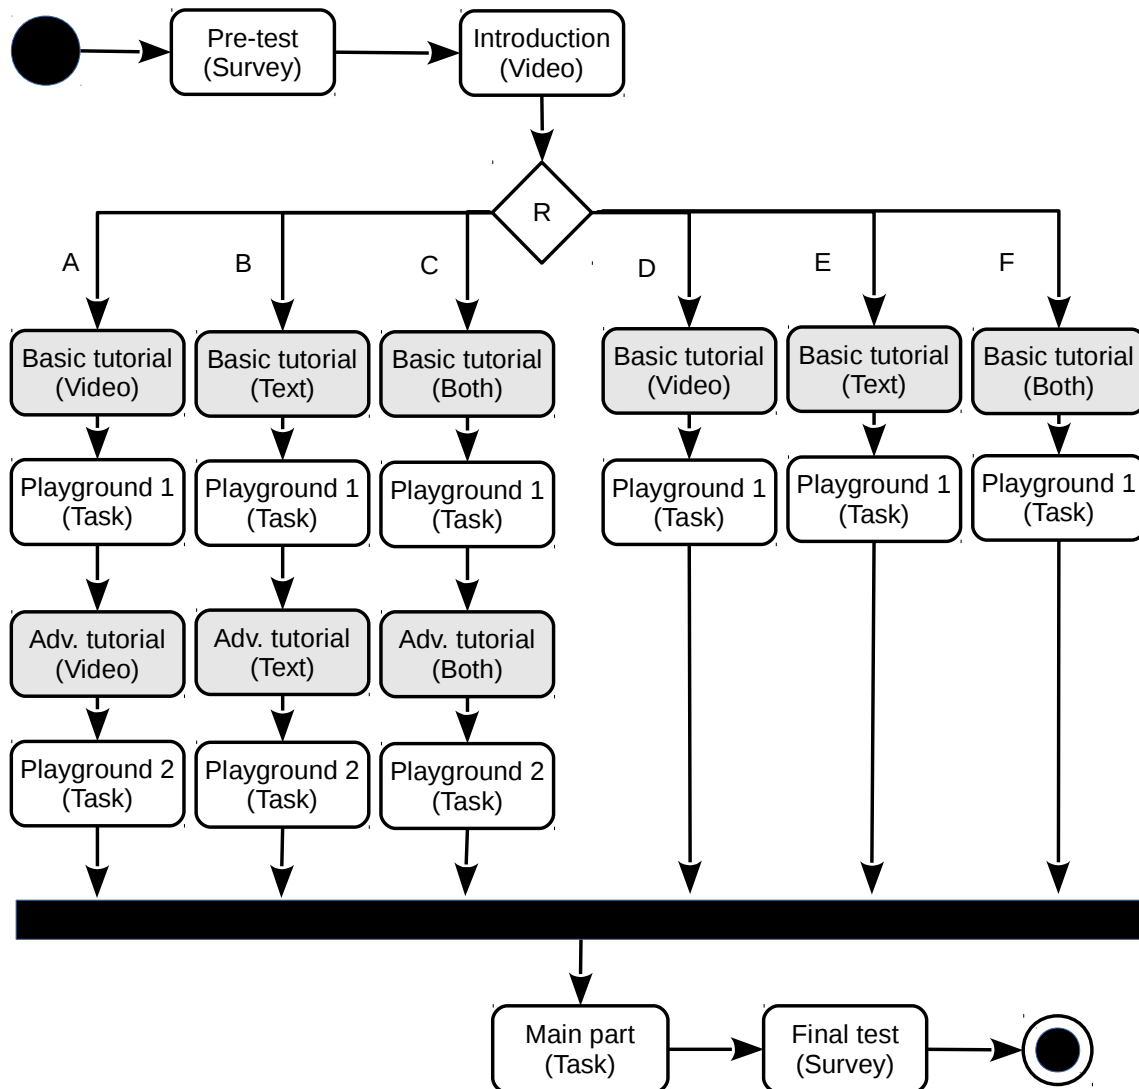 Pre-test
(Survey)
Introduction
(Video)
R
A
B
C
D
E
F
Basic tutorial
(Video)
Basic tutorial
(Text)
Basic tutorial
(Both)
Basic tutorial
(Video)
Basic tutorial
(Text)
Basic tutorial
(Both)
Playground 1
(Task)
Playground 1
(Task)
Playground 1
(Task)
Playground 1
(Task)
Playground 1
(Task)
Playground 1
(Task)
Adv. tutorial
(Video)
Adv. tutorial
(Text)
Adv. tutorial
(Both)
Playground 2
(Task)
Playground 2
(Task)
Playground 2
(Task)
Main part
(Task)
Final test
(Survey)